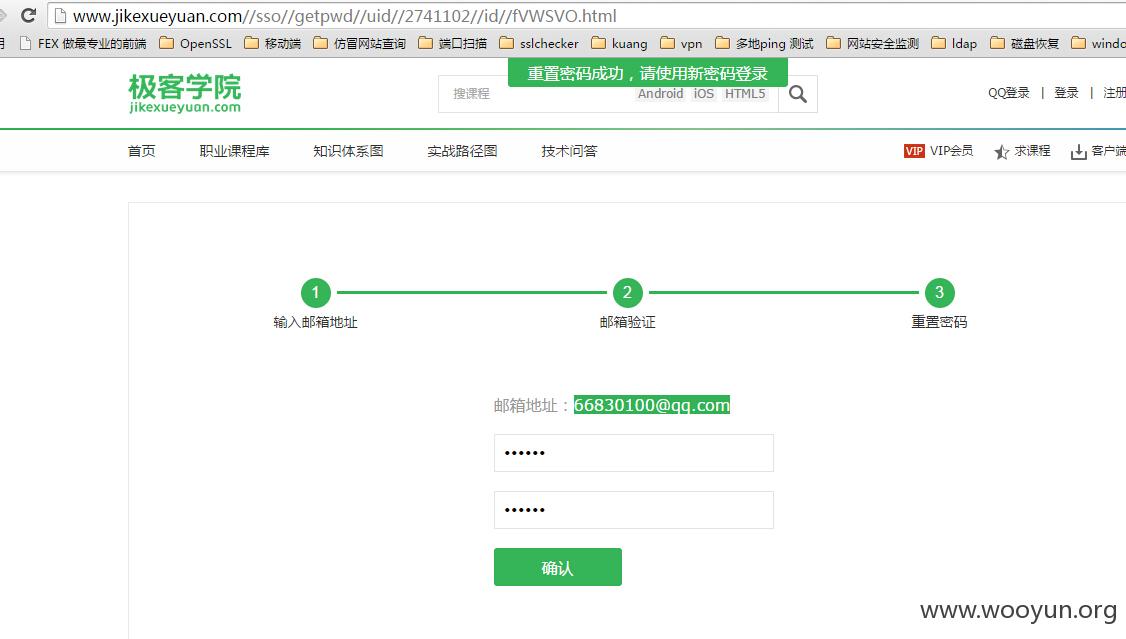 www.jikexueyuan.com//sso//getpwd//uid//2741102//id//fVWSVO.html
FEX 做最专业的前端 OpenSSL 移动端 仿冒网站查询 端口扫描 sslchecker kuang vpn 多地ping 测试 网站安全监测 ldap 磁盘恢复 windo
重置密码成功，请使用新密码登录
极客学院
jikexueyuan.com
搜课程 Android iOS HTML5
QQ登录 | 登录 | 注册
首页 职业课程库 知识体系图 实战路径图 技术问答 VIP VIP会员 求课程 客户端
1 2 3
输入邮箱地址 邮箱验证 重置密码
邮箱地址：66830100@qq.com
••••••
••••••
确认
www.wooyun.org